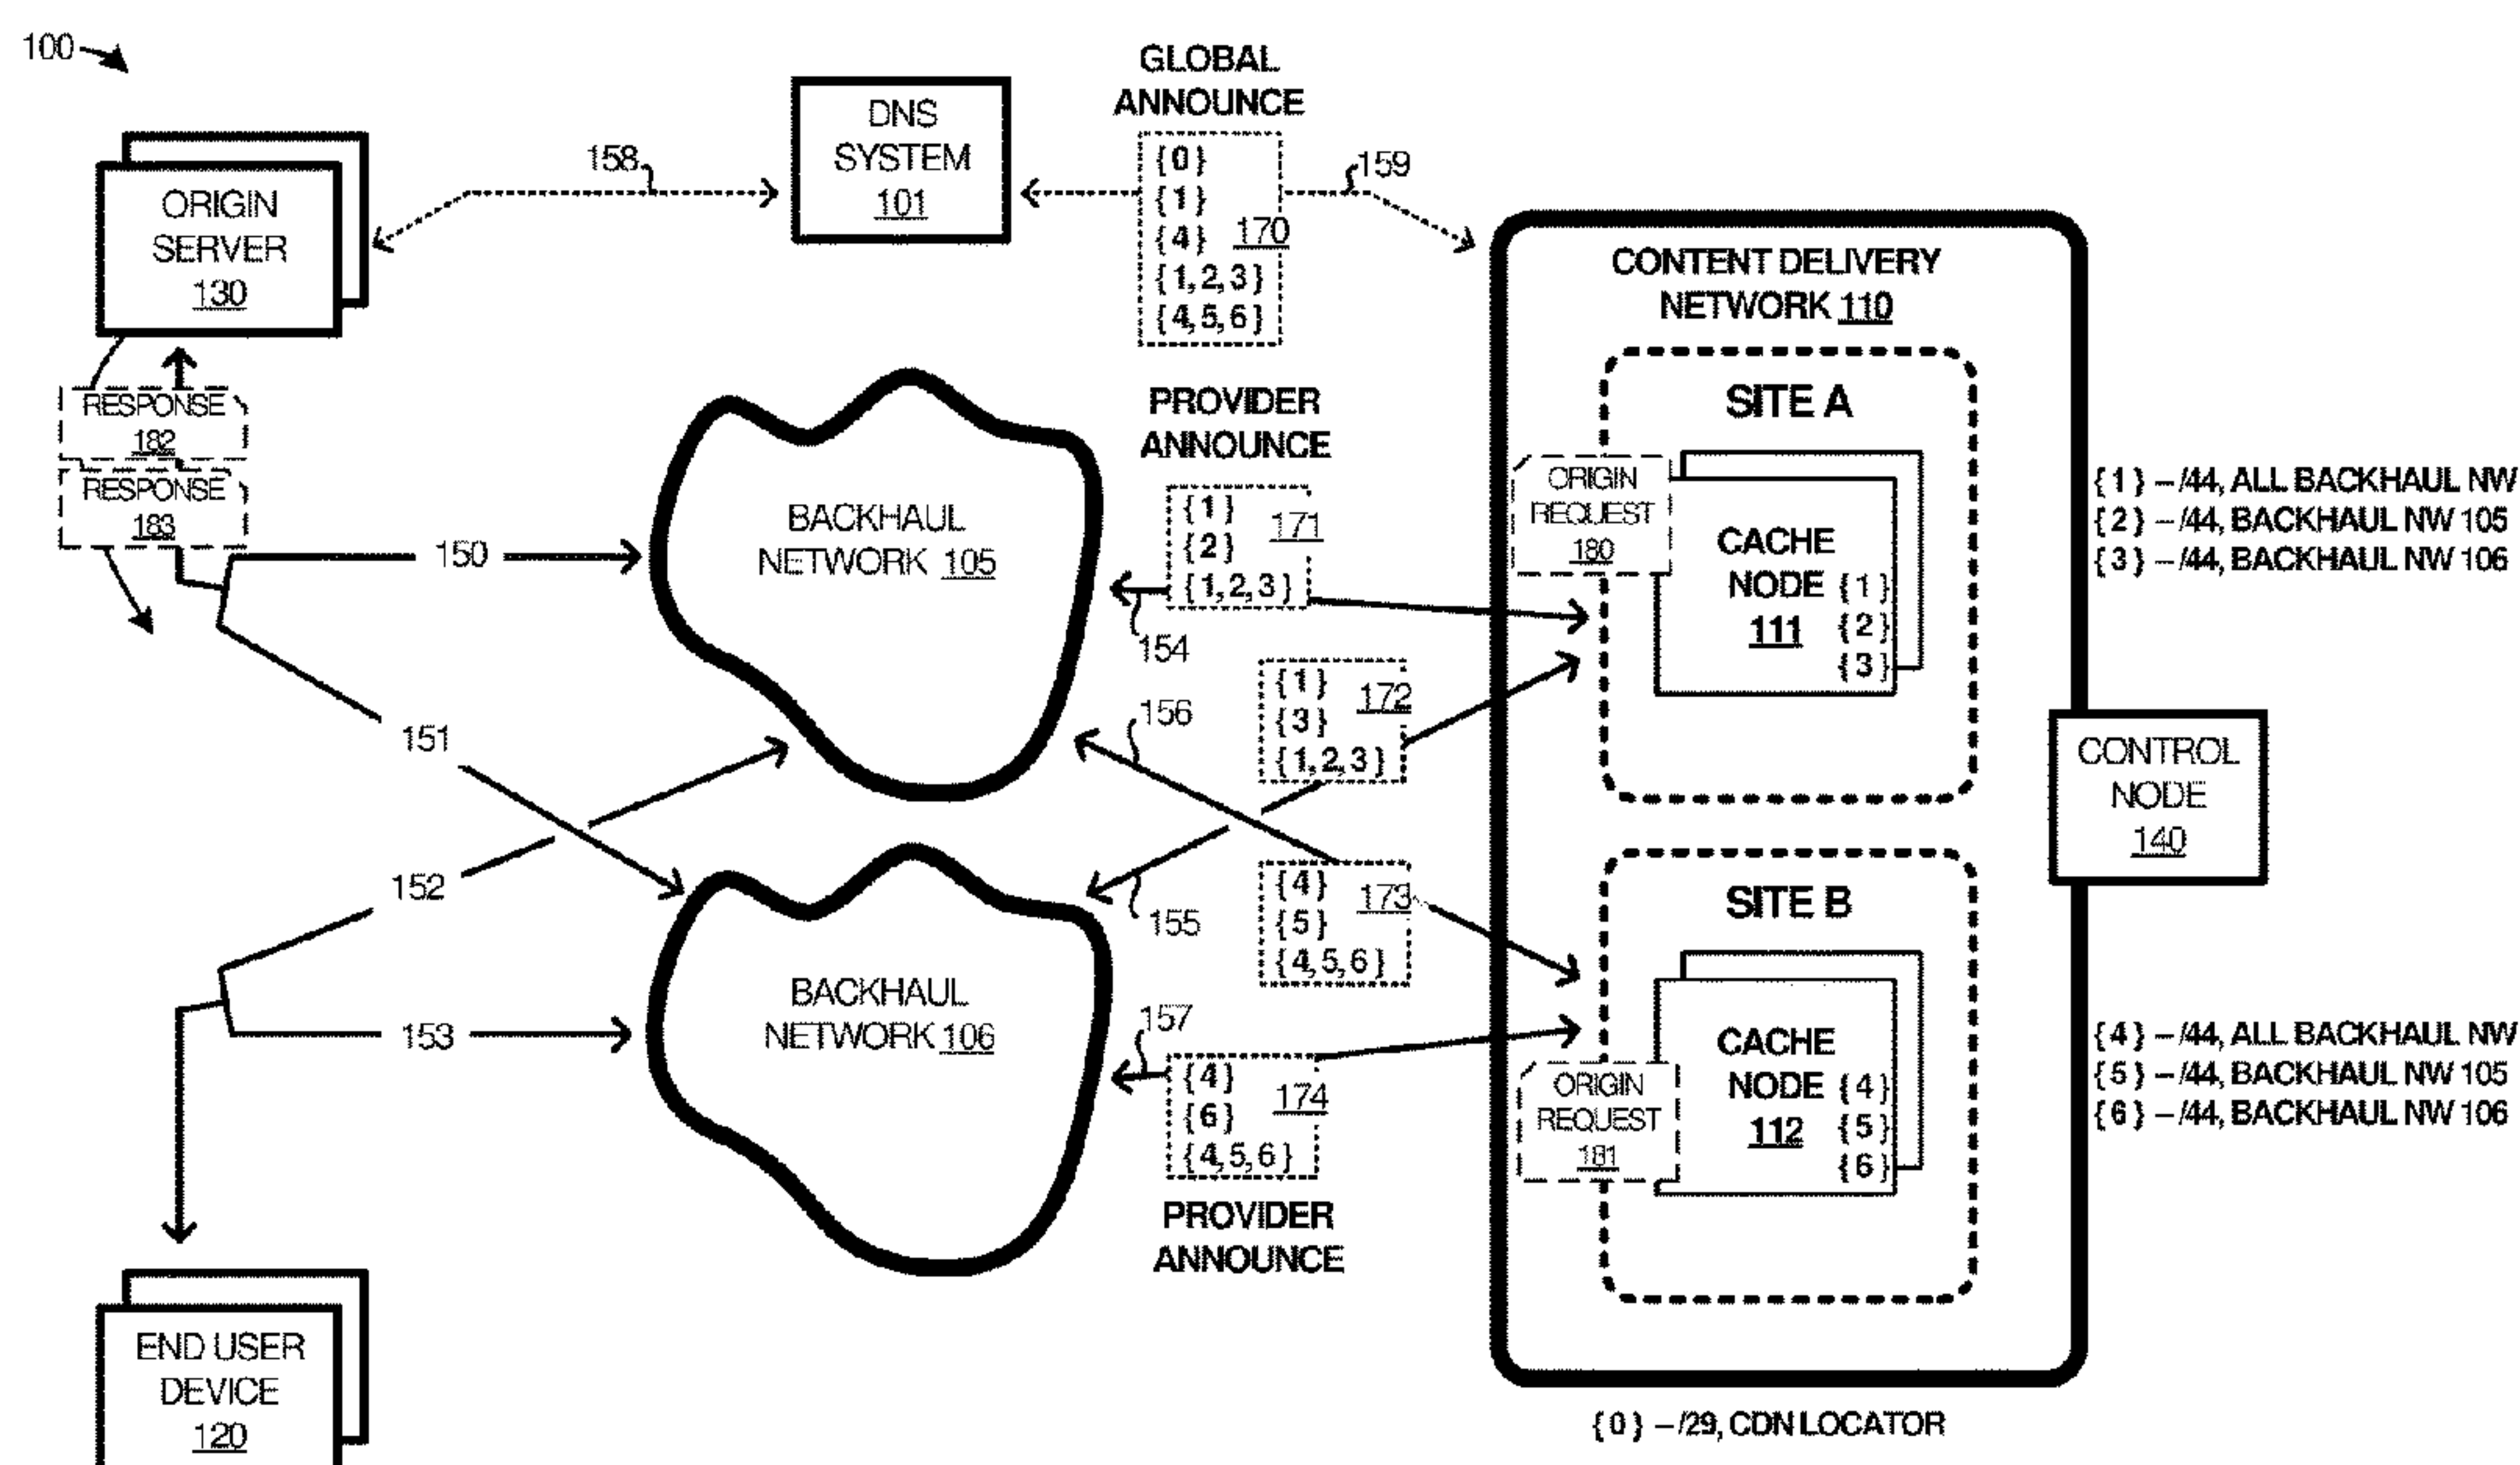 100
GLOBAL
ANNOUNCE
DNS
SYSTEM
101
158
159
{0}
{1}
{4}
{1,2,3}
{4,5,6}
170
ORIGIN
SERVER
130
RESPONSE
182
RESPONSE
183
CONTENT DELIVERY
NETWORK 110
PROVIDER
ANNOUNCE
{1}
{2}
{1,2,3}
171
154
BACKHAUL
NETWORK 105
150
151
152
153
SITE A
ORIGIN
REQUEST
180
CACHE
NODE
111
{1}
{2}
{3}
{1} – /44, ALL BACKHAUL NW
{2} – /44, BACKHAUL NW 105
{3} – /44, BACKHAUL NW 106
{1}
{3}
{1,2,3}
172
156
155
CONTROL
NODE
140
{4}
{5}
{4,5,6}
173
BACKHAUL
NETWORK 106
157
{4}
{6}
{4,5,6}
174
PROVIDER
ANNOUNCE
SITE B
ORIGIN
REQUEST
181
CACHE
NODE
112
{4}
{5}
{6}
{4} – /44, ALL BACKHAUL NW
{5} – /44, BACKHAUL NW 105
{6} – /44, BACKHAUL NW 106
END USER
DEVICE
120
{0} – /29, CDN LOCATOR